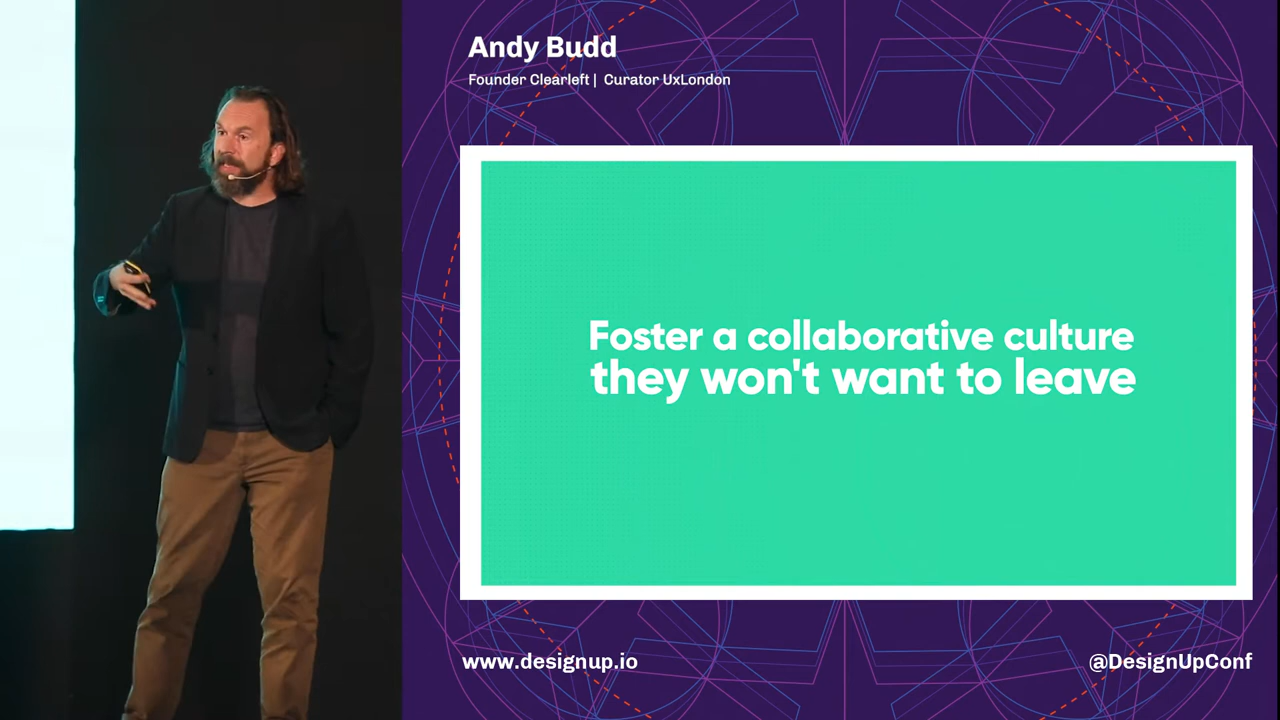 Andy Budd
Founder Clearleft | Curator UxLondon
Foster a collaborative culture
they won't want to leave
www.designup.io
@DesignUpConf